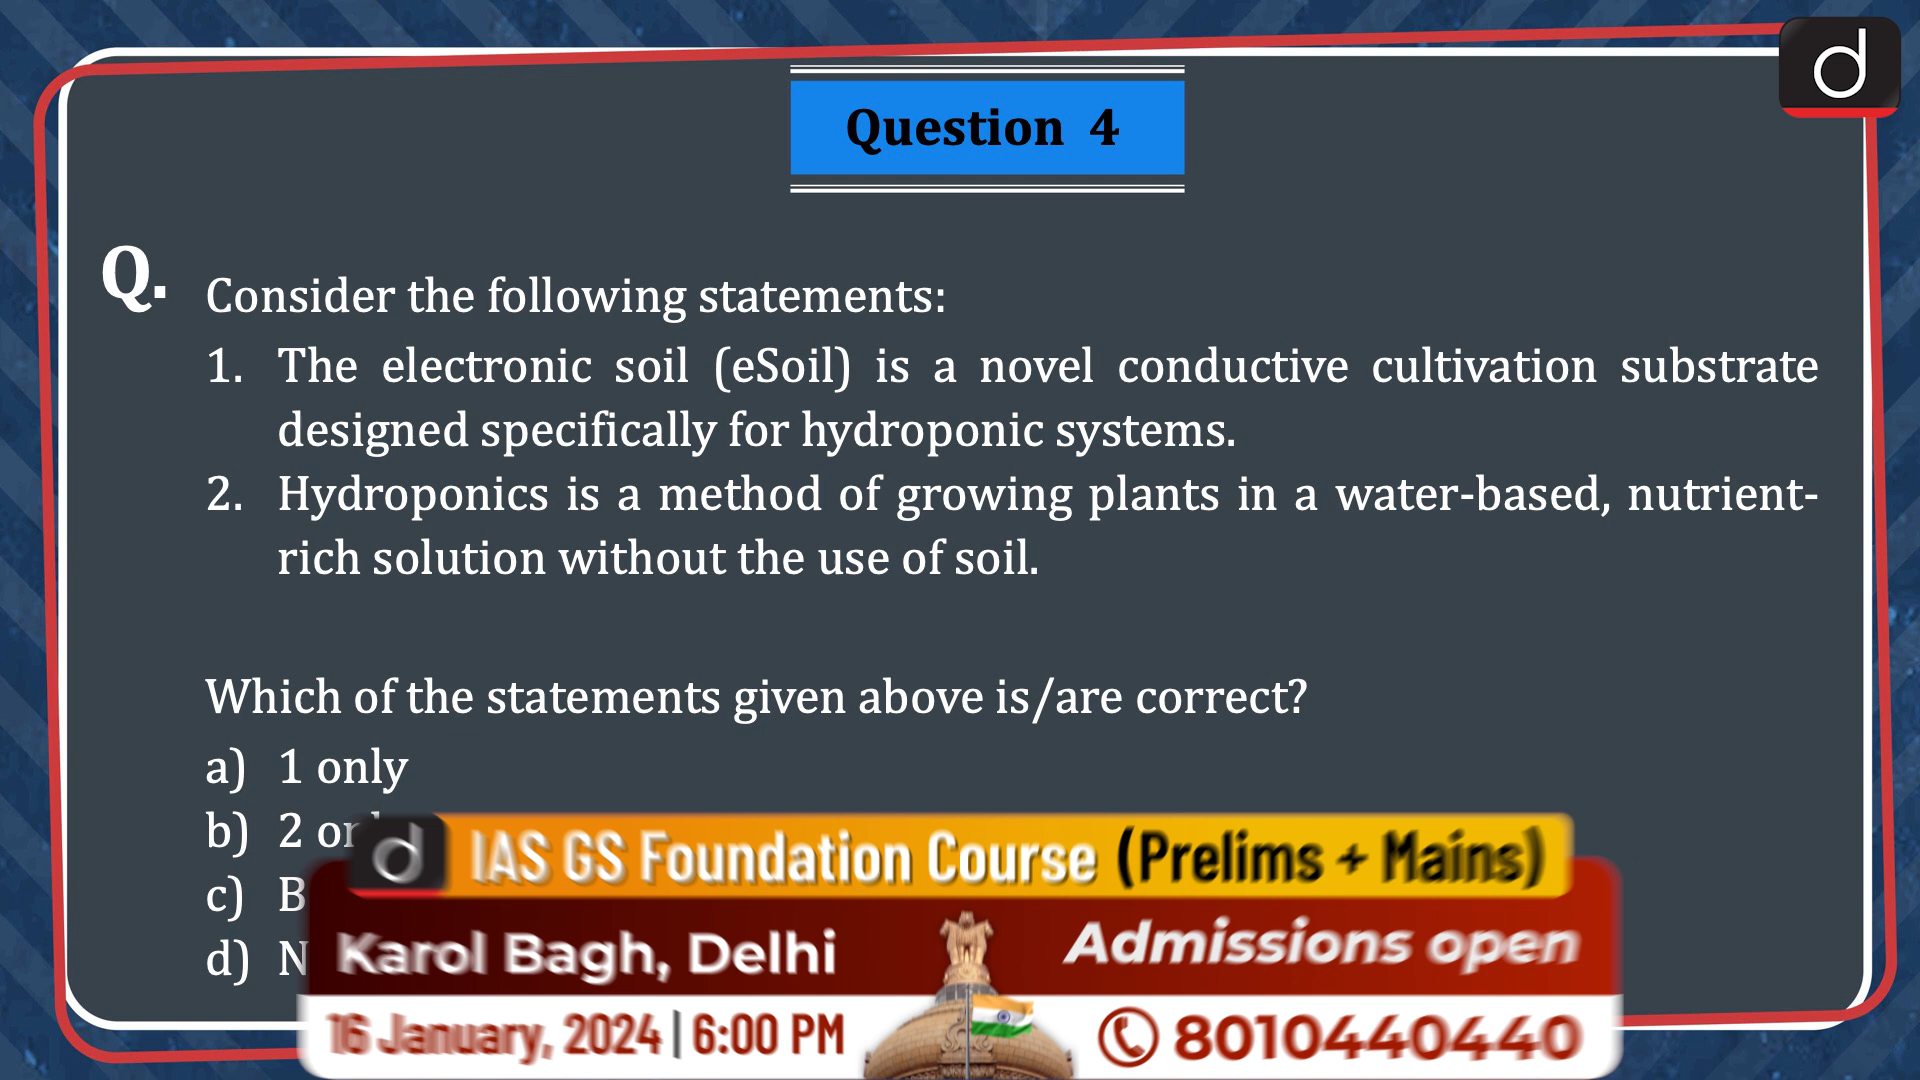 d
Question 4
Q. Consider the following statements:
1. The electronic soil (eSoil) is a novel conductive cultivation substrate
designed specifically for hydroponic systems.
2. Hydroponics is a method of growing plants in a water-based, nutrient-
rich solution without the use of soil.
Which of the statements given above is/are correct?
a) 1 only
b) 2
c)
d)
d IAS GS Foundation Course (Prelims + Mains)
Karol Bagh, Delhi
Admissions open
16 January, 2024 | 6:00 PM
8010440440